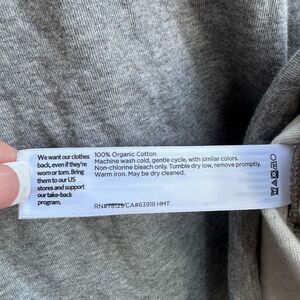 We want our clothes
back, even if they're
worn or torn. Bring
them to our US
stores and support
our take-back
program.
100% Organic Cotton
Machine wash cold, gentle cycle, with similar colors.
Non-chlorine bleach only. Tumble dry low, remove promptly.
Warm iron. May be dry cleaned.
RN#78121/CA#63918 HMT